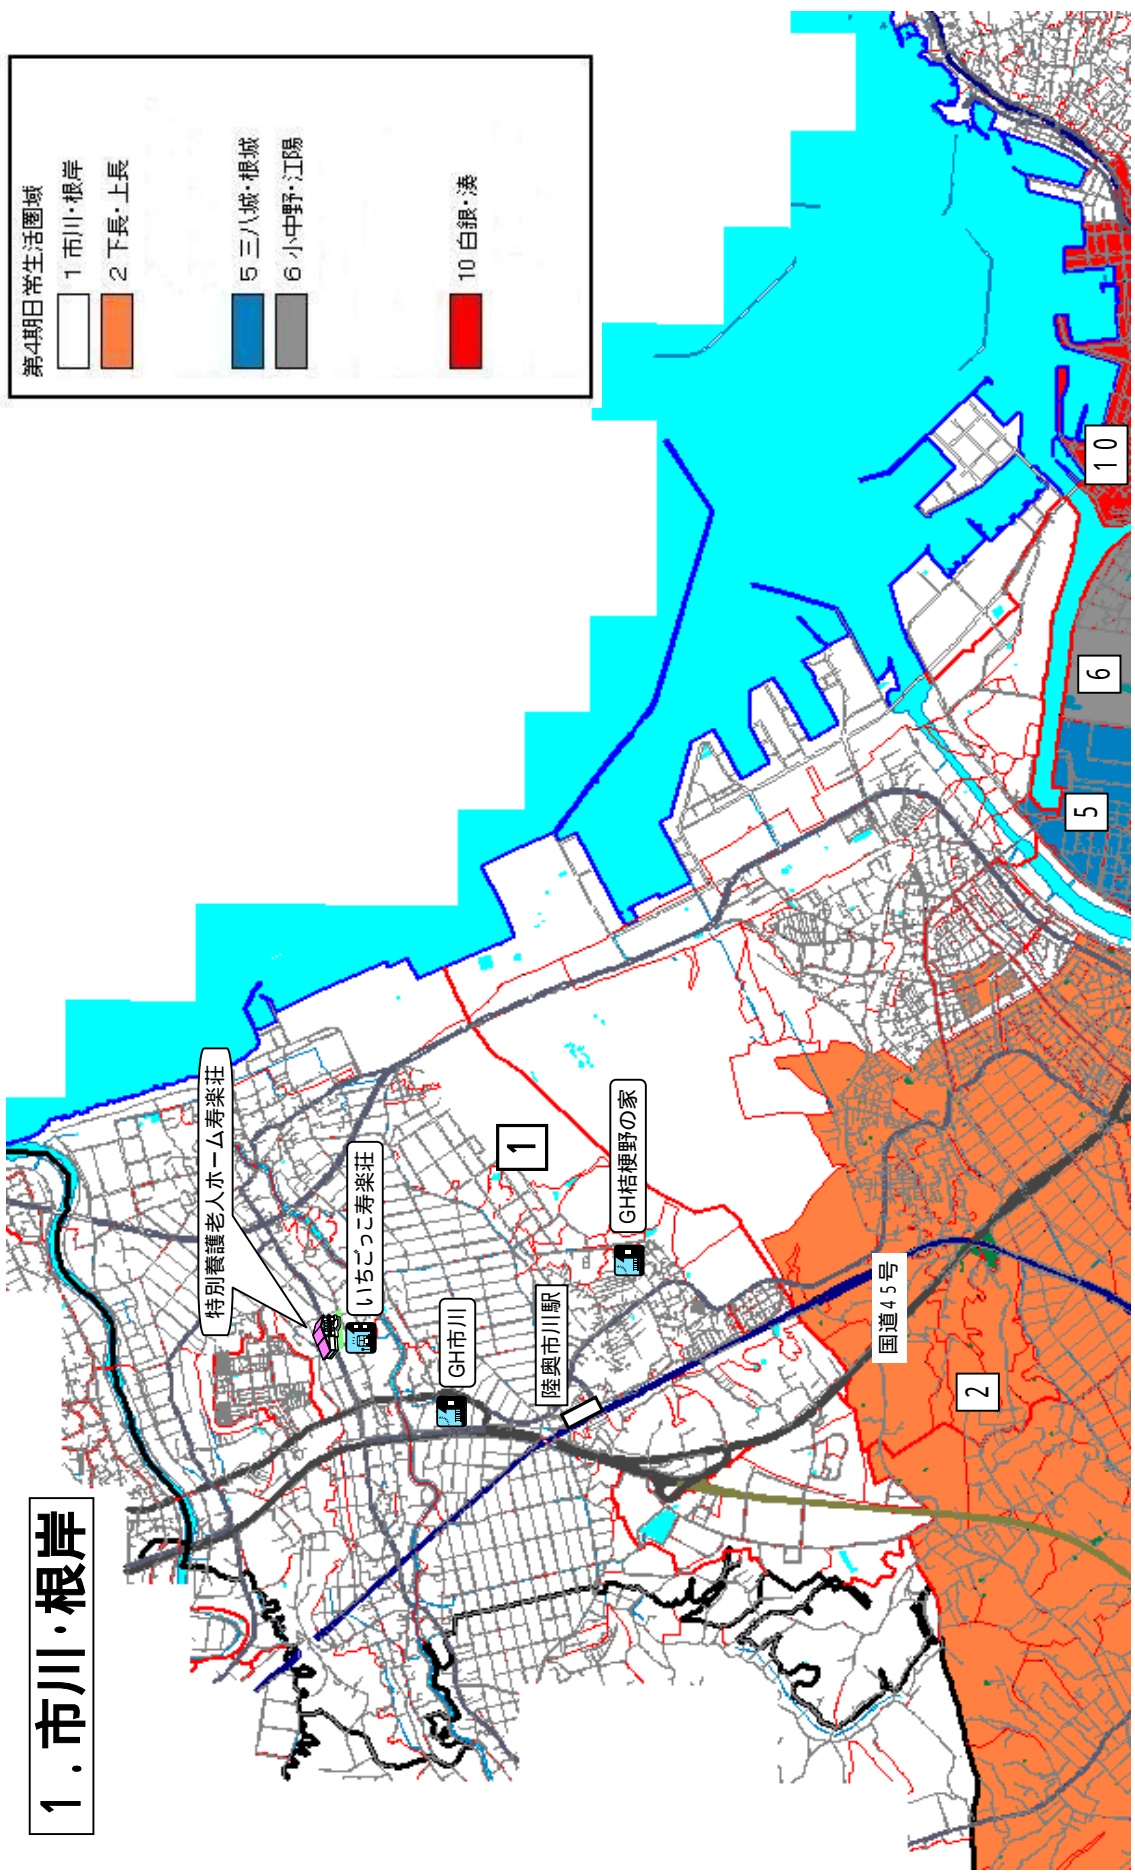 1．市川・根岸
第4期日常生活圏域
1 市川・根岸
2 下長・上長
5 三八城・根城
6 小中野・江陽
10 白銀・湊
特別養護老人ホーム寿楽荘
いちごっこ寿楽荘
GH市川
陸奥市川駅
GH桔梗野の家
国道45号
1
2
5
6
10